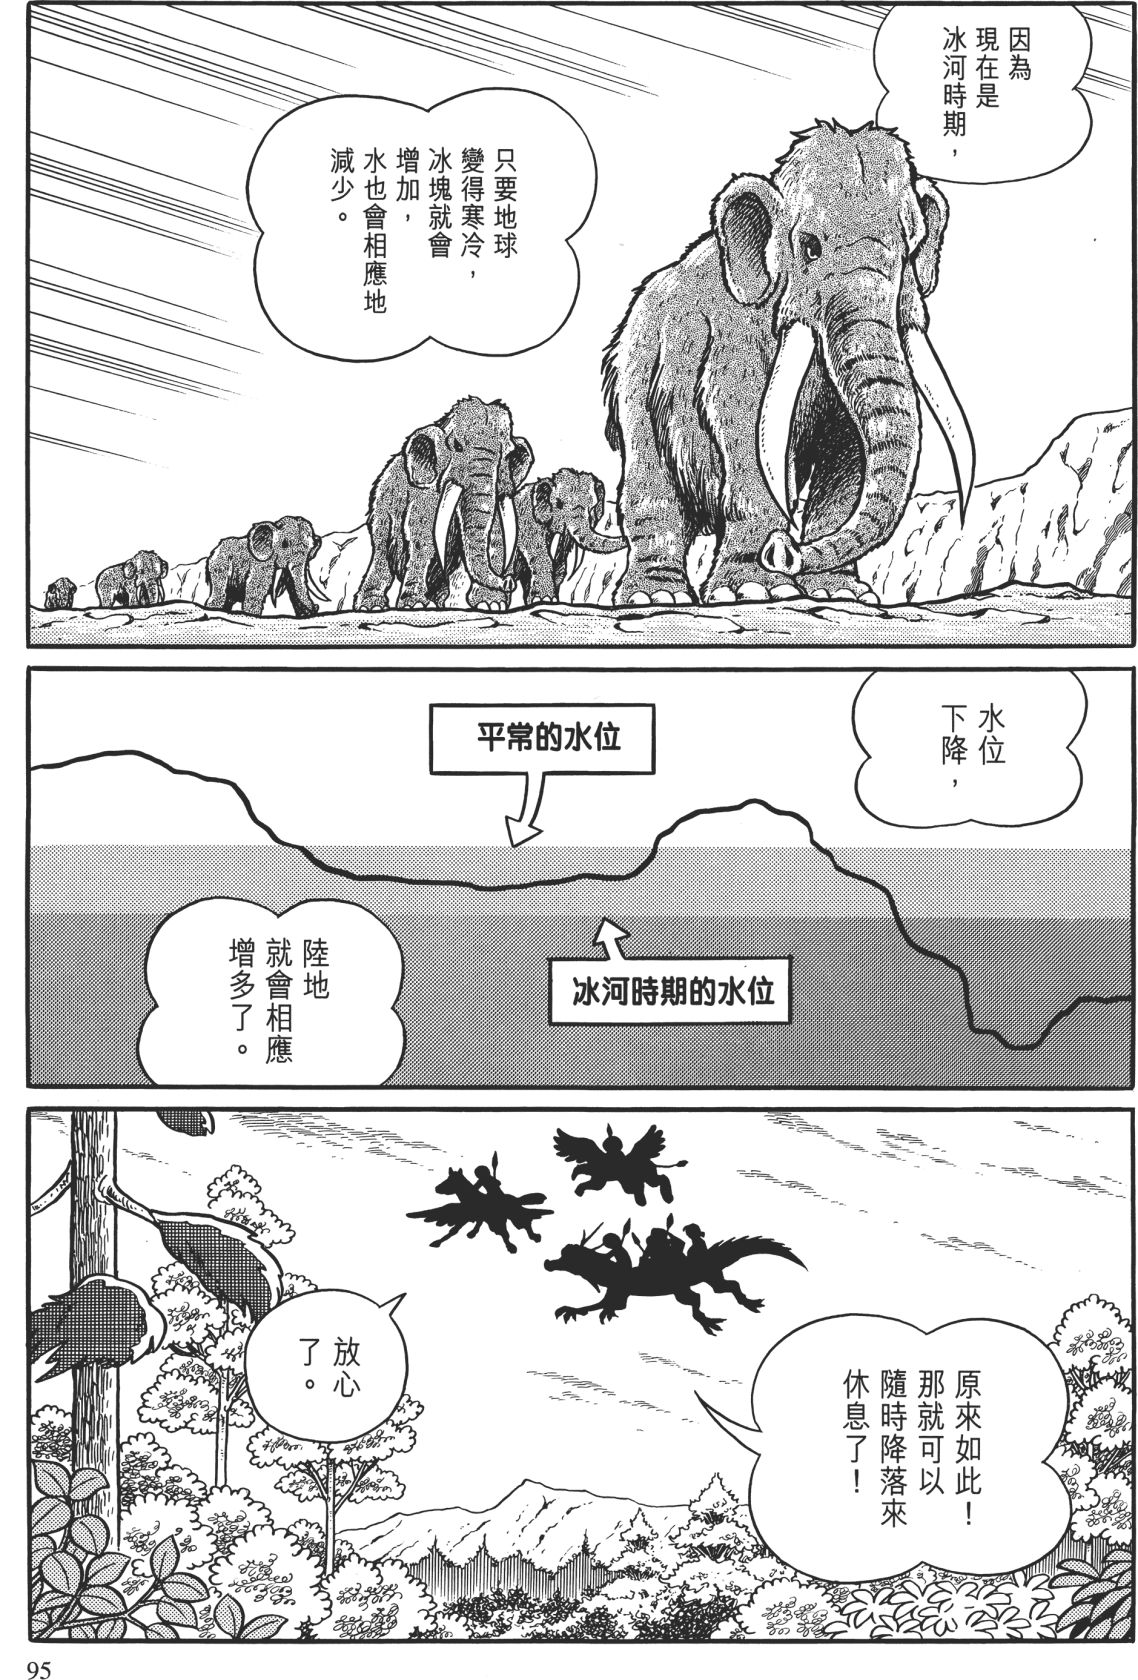 因為
現在是
冰河時期，
只要地球
變得寒冷，
冰塊就會
增加，
水也會相應地
減少。
水位
下降，
平常的水位
冰河時期的水位
陸地
就會相應
增多了。
原來如此！
那就可以
隨時降落來
休息了！
放心
了。
95